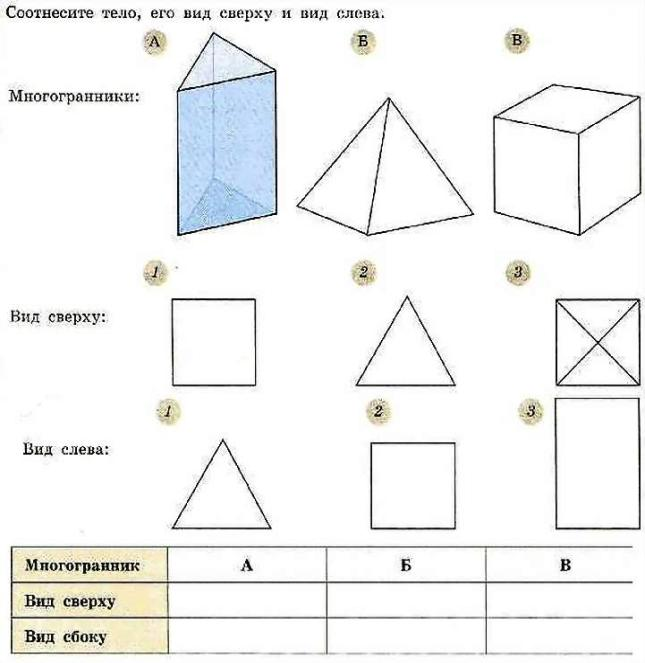 Соотнесите тело, его вид сверху и вид слева.
А Б В
Многогранники:
1 2 3
Вид сверху:
1 2 3
Вид слева:
Многогранник А Б В
Вид сверху
Вид сбоку